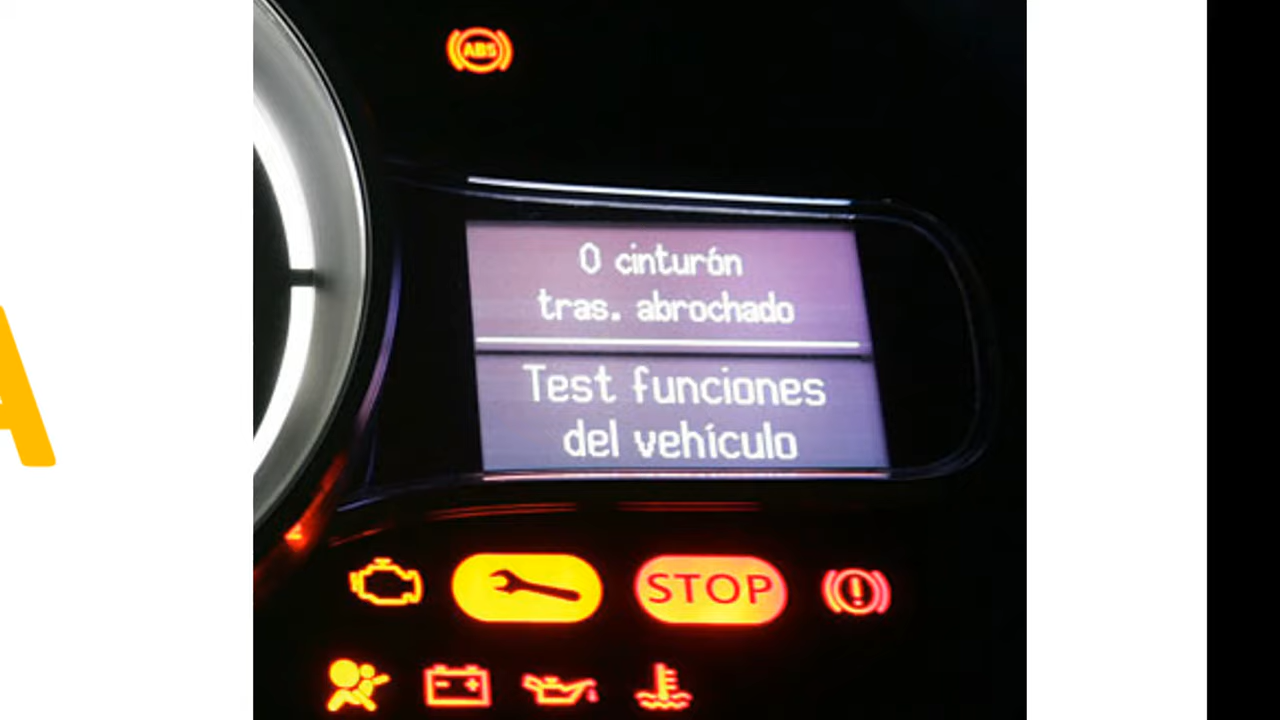 ABS
0 cinturón
tras. abrochado
Test funciones
del vehículo
STOP
A